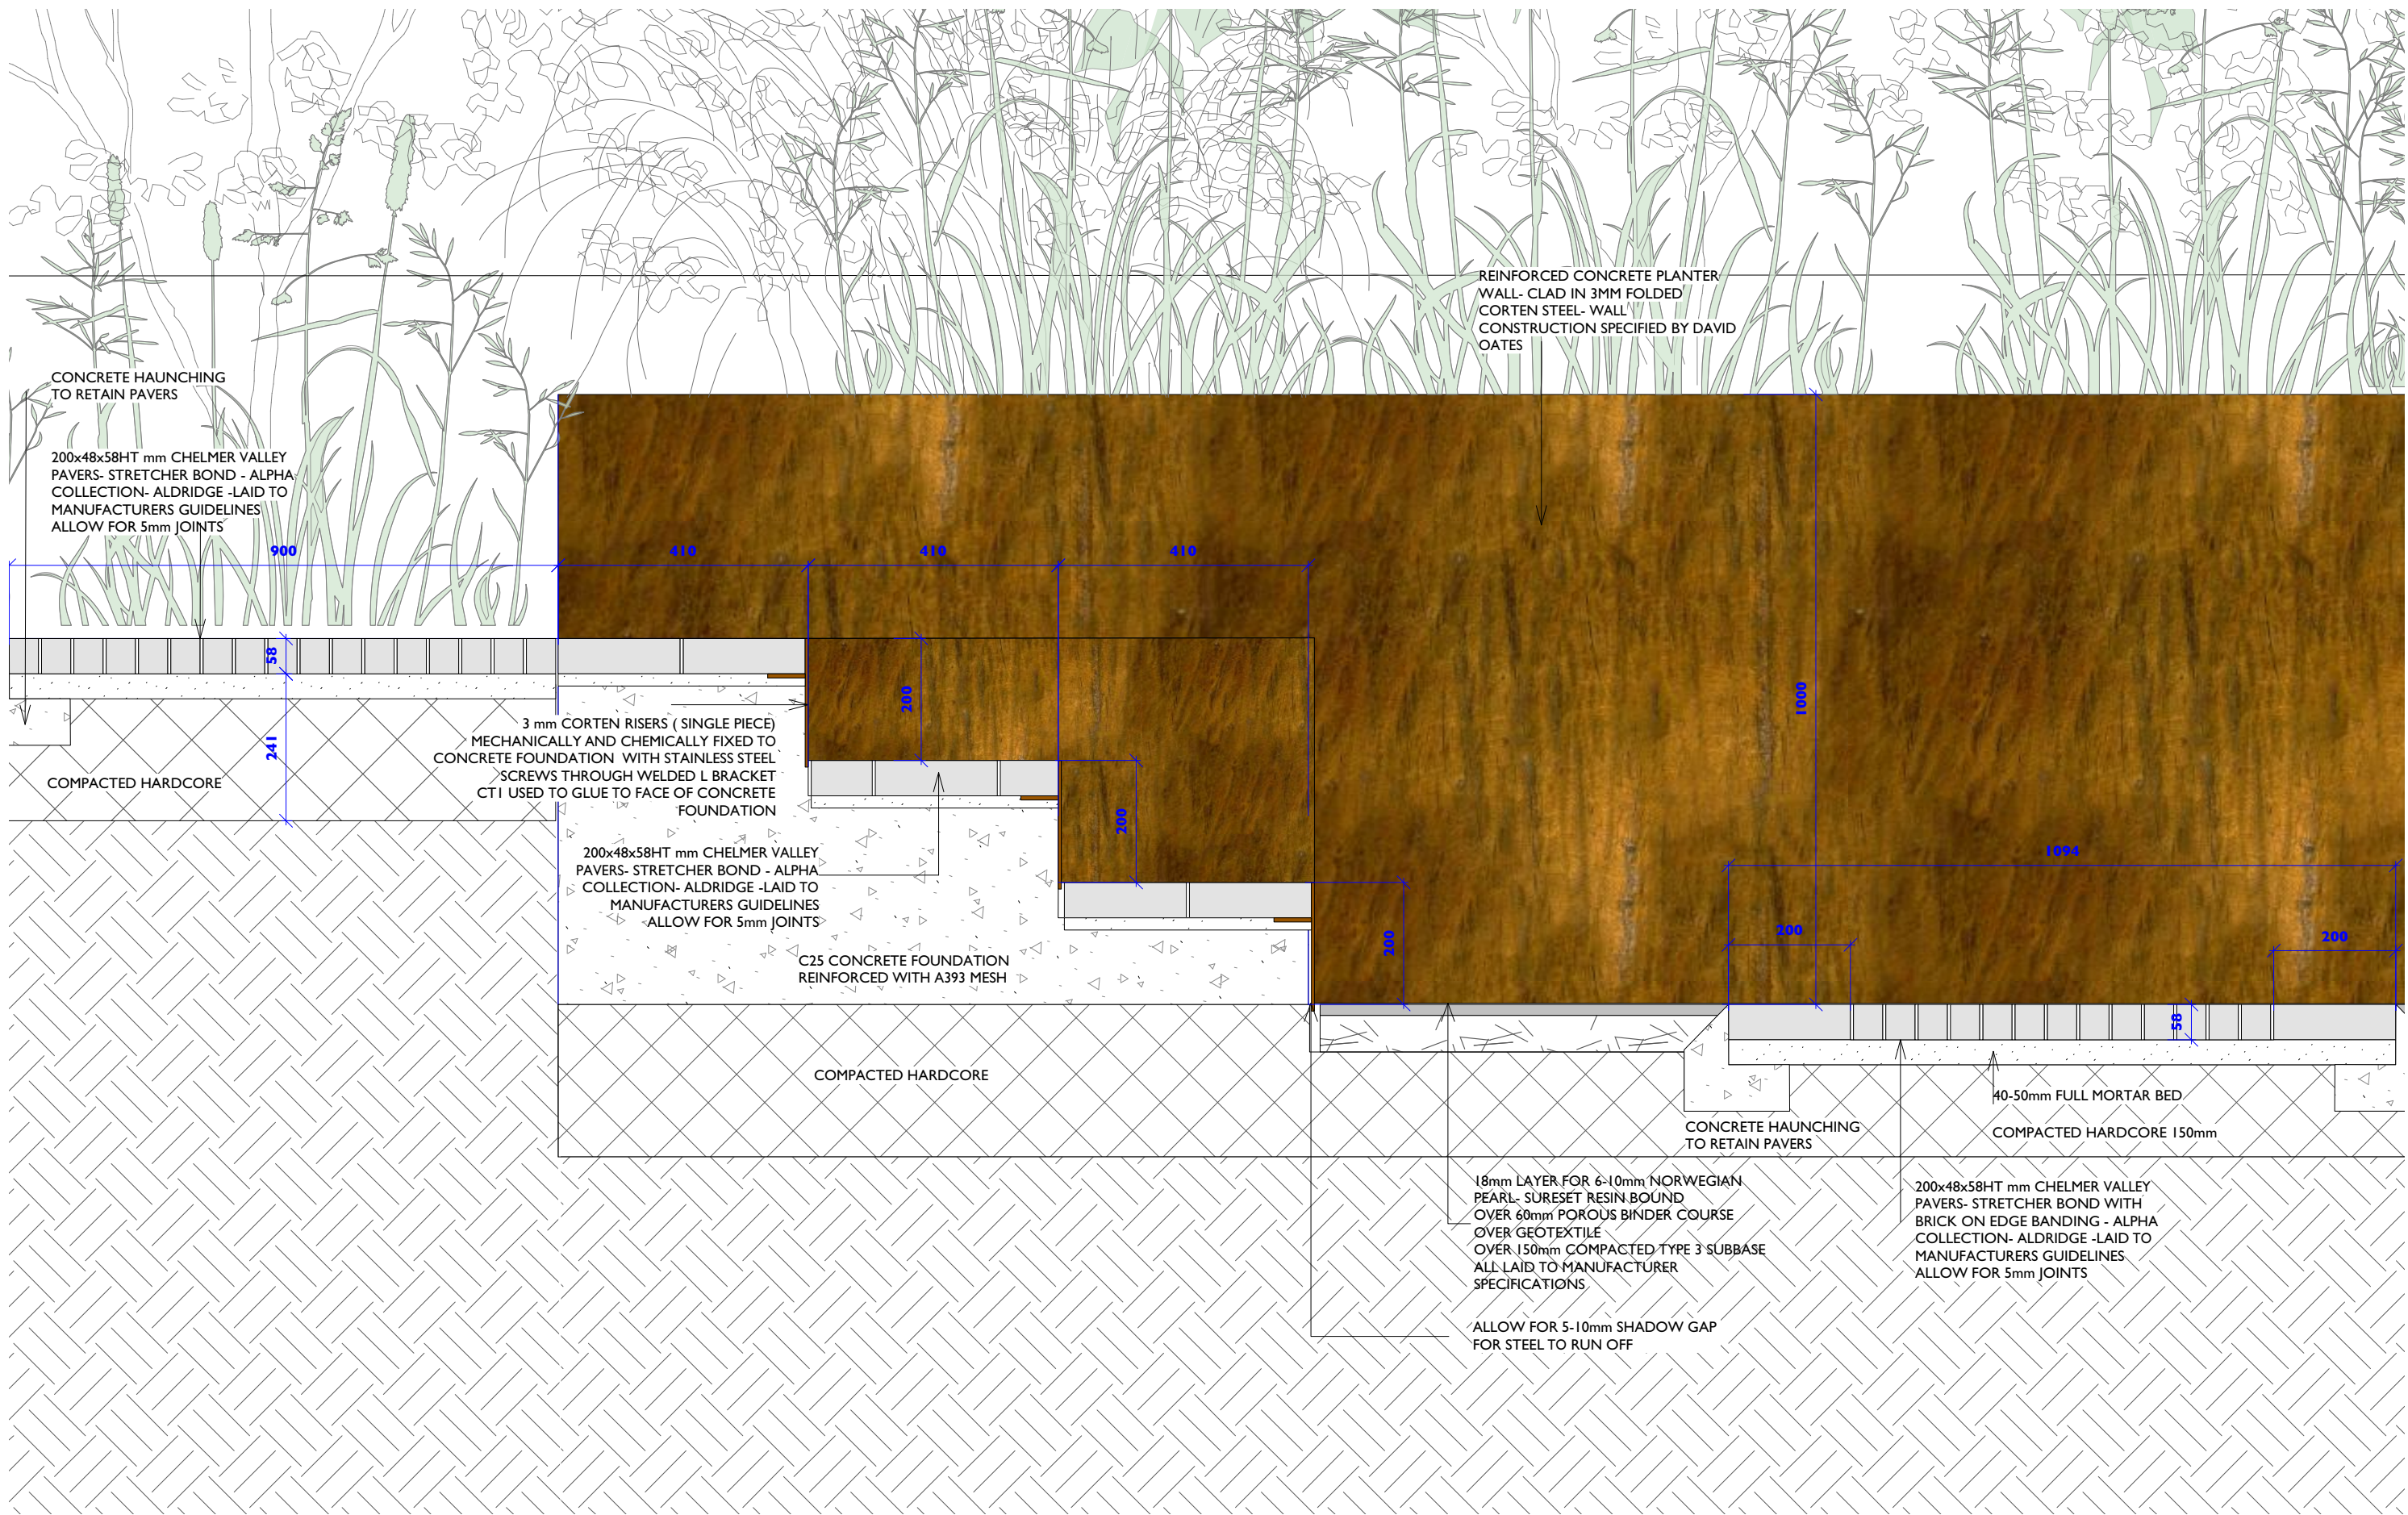 REINFORCED CONCRETE PLANTER
WALL- CLAD IN 3MM FOLDED
CORTEN STEEL- WALL
CONSTRUCTION SPECIFIED BY DAVID
OATES
CONCRETE HAUNCHING
TO RETAIN PAVERS
200x48x58HT mm CHELMER VALLEY
PAVERS- STRETCHER BOND - ALPHA
COLLECTION- ALDRIDGE -LAID TO
MANUFACTURERS GUIDELINES
ALLOW FOR 5mm JOINTS
900
410
410
410
58
241
200
200
200
1000
1094
200
200
58
3 mm CORTEN RISERS ( SINGLE PIECE)
MECHANICALLY AND CHEMICALLY FIXED TO
CONCRETE FOUNDATION WITH STAINLESS STEEL
SCREWS THROUGH WELDED L BRACKET
CT1 USED TO GLUE TO FACE OF CONCRETE
FOUNDATION
COMPACTED HARDCORE
200x48x58HT mm CHELMER VALLEY
PAVERS- STRETCHER BOND - ALPHA
COLLECTION- ALDRIDGE -LAID TO
MANUFACTURERS GUIDELINES
ALLOW FOR 5mm JOINTS
C25 CONCRETE FOUNDATION
REINFORCED WITH A393 MESH
COMPACTED HARDCORE
40-50mm FULL MORTAR BED
CONCRETE HAUNCHING
TO RETAIN PAVERS
COMPACTED HARDCORE 150mm
18mm LAYER FOR 6-10mm NORWEGIAN
PEARL- SURESET RESIN BOUND
OVER 60mm POROUS BINDER COURSE
OVER GEOTEXTILE
OVER 150mm COMPACTED TYPE 3 SUBBASE
ALL LAID TO MANUFACTURER
SPECIFICATIONS
200x48x58HT mm CHELMER VALLEY
PAVERS- STRETCHER BOND WITH
BRICK ON EDGE BANDING - ALPHA
COLLECTION- ALDRIDGE -LAID TO
MANUFACTURERS GUIDELINES
ALLOW FOR 5mm JOINTS
ALLOW FOR 5-10mm SHADOW GAP
FOR STEEL TO RUN OFF